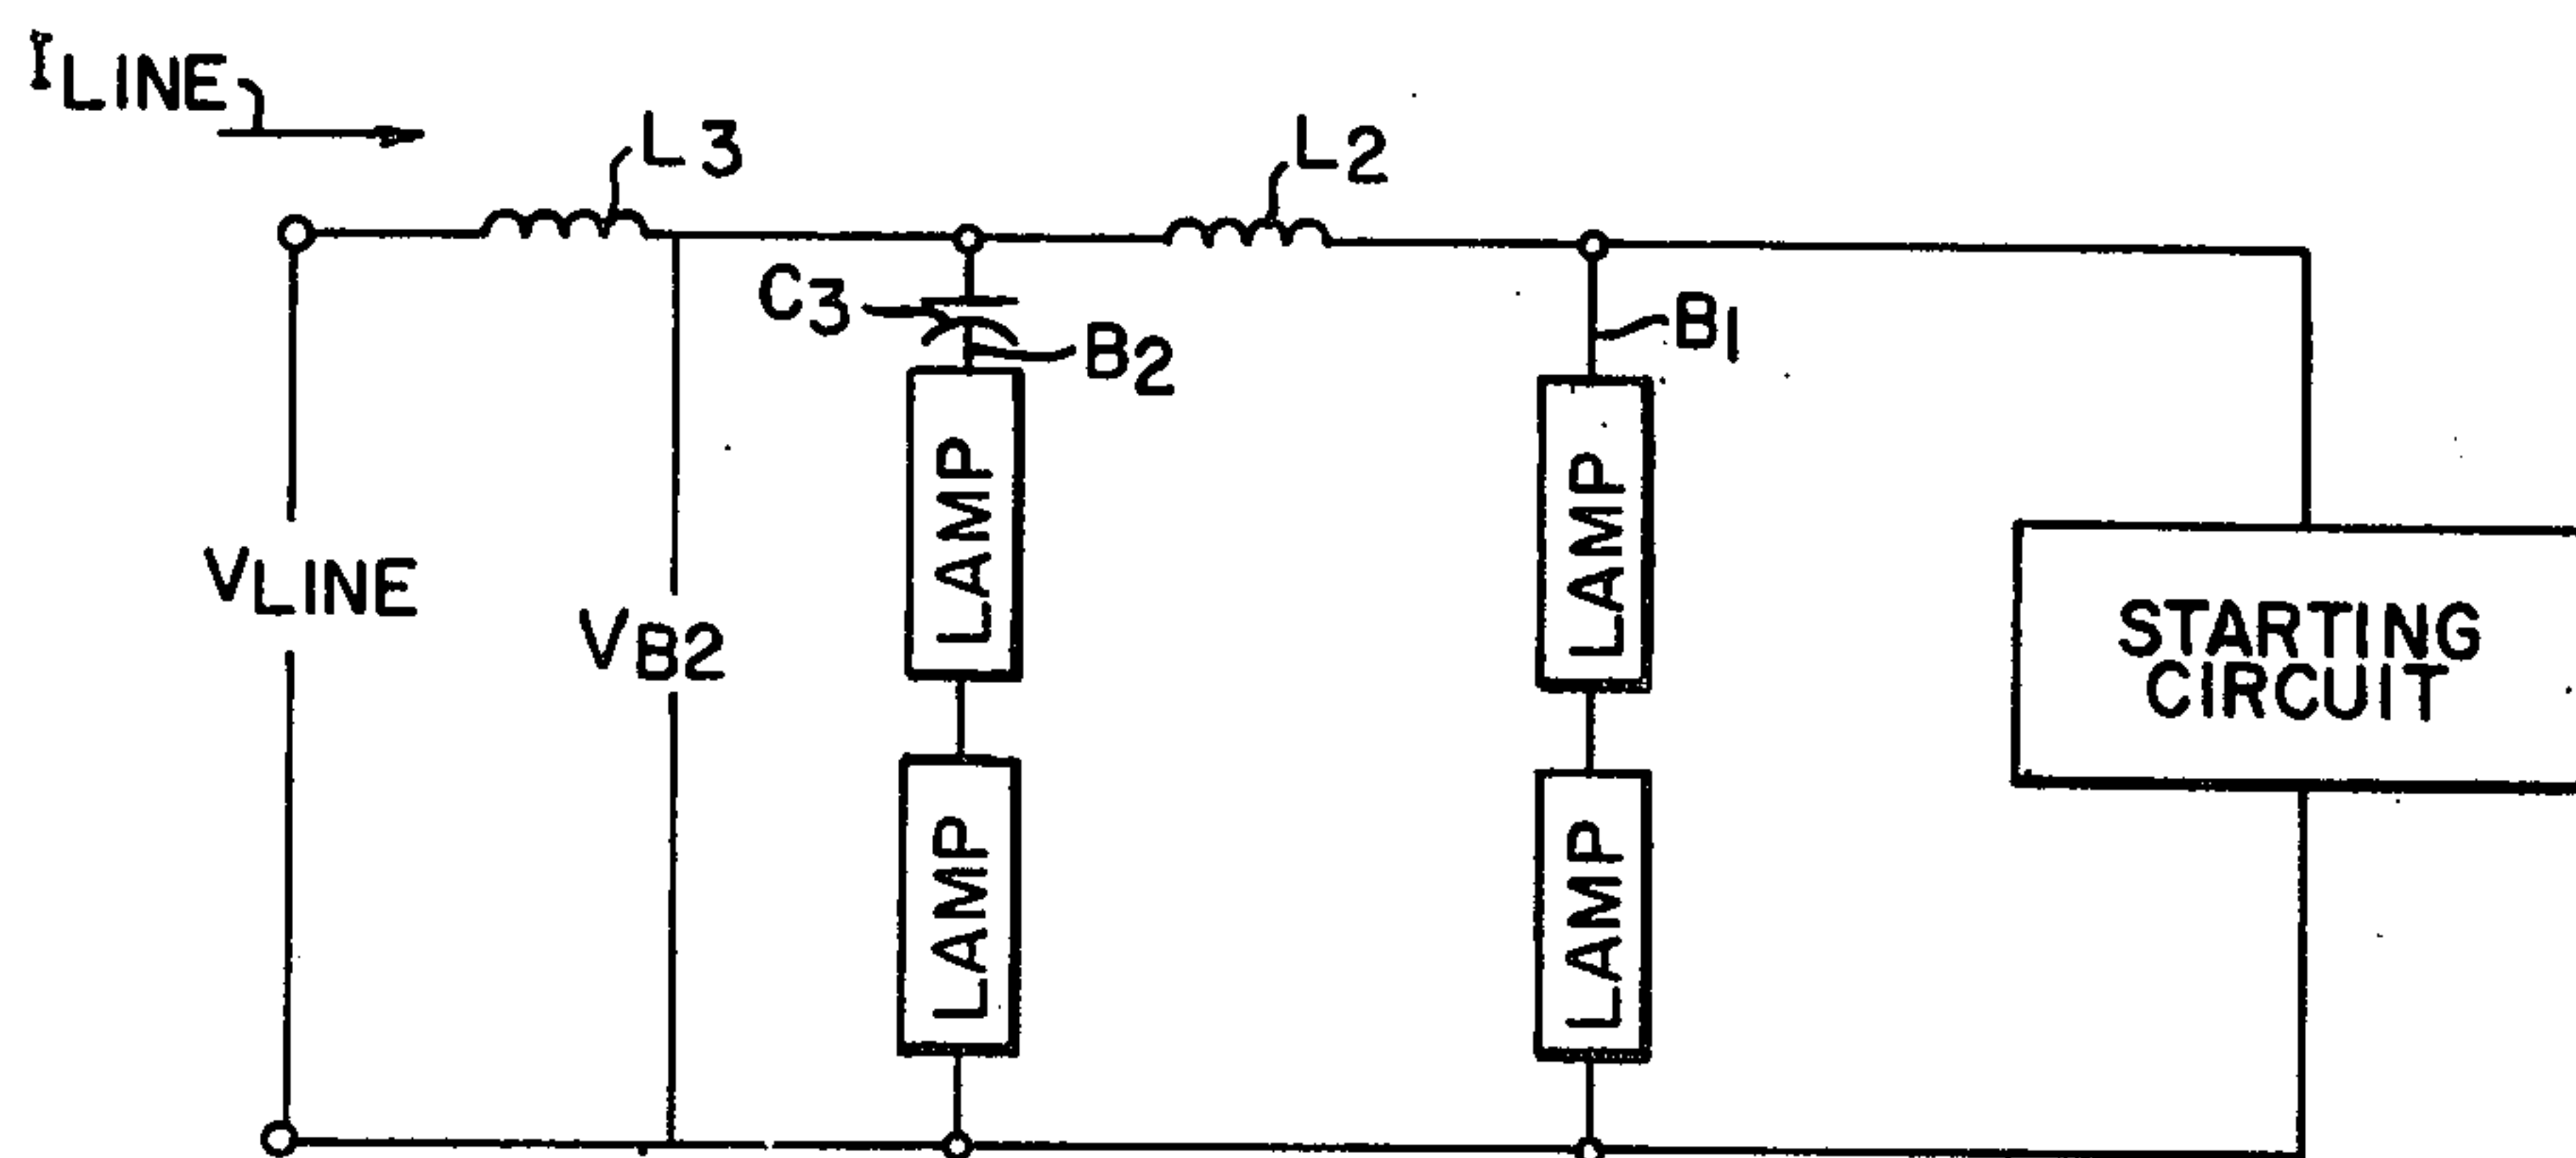 ILINE
L3
L2
C3
B2
B1
VLINE
VB2
LAMP
LAMP
LAMP
LAMP
STARTING
CIRCUIT